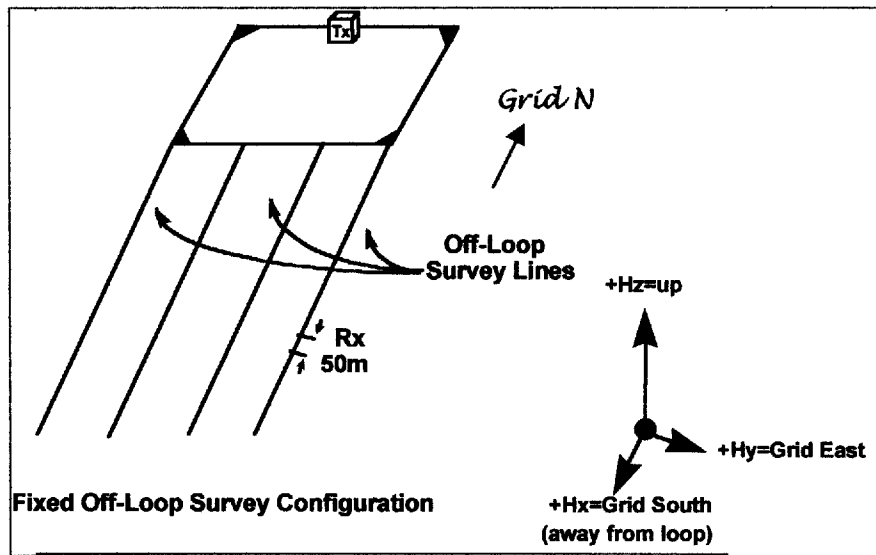 Tx
Grid N
Off-Loop
Survey Lines
+Hz=up
Rx
50m
+Hy=Grid East
+Hx=Grid South
(away from loop)
Fixed Off-Loop Survey Configuration